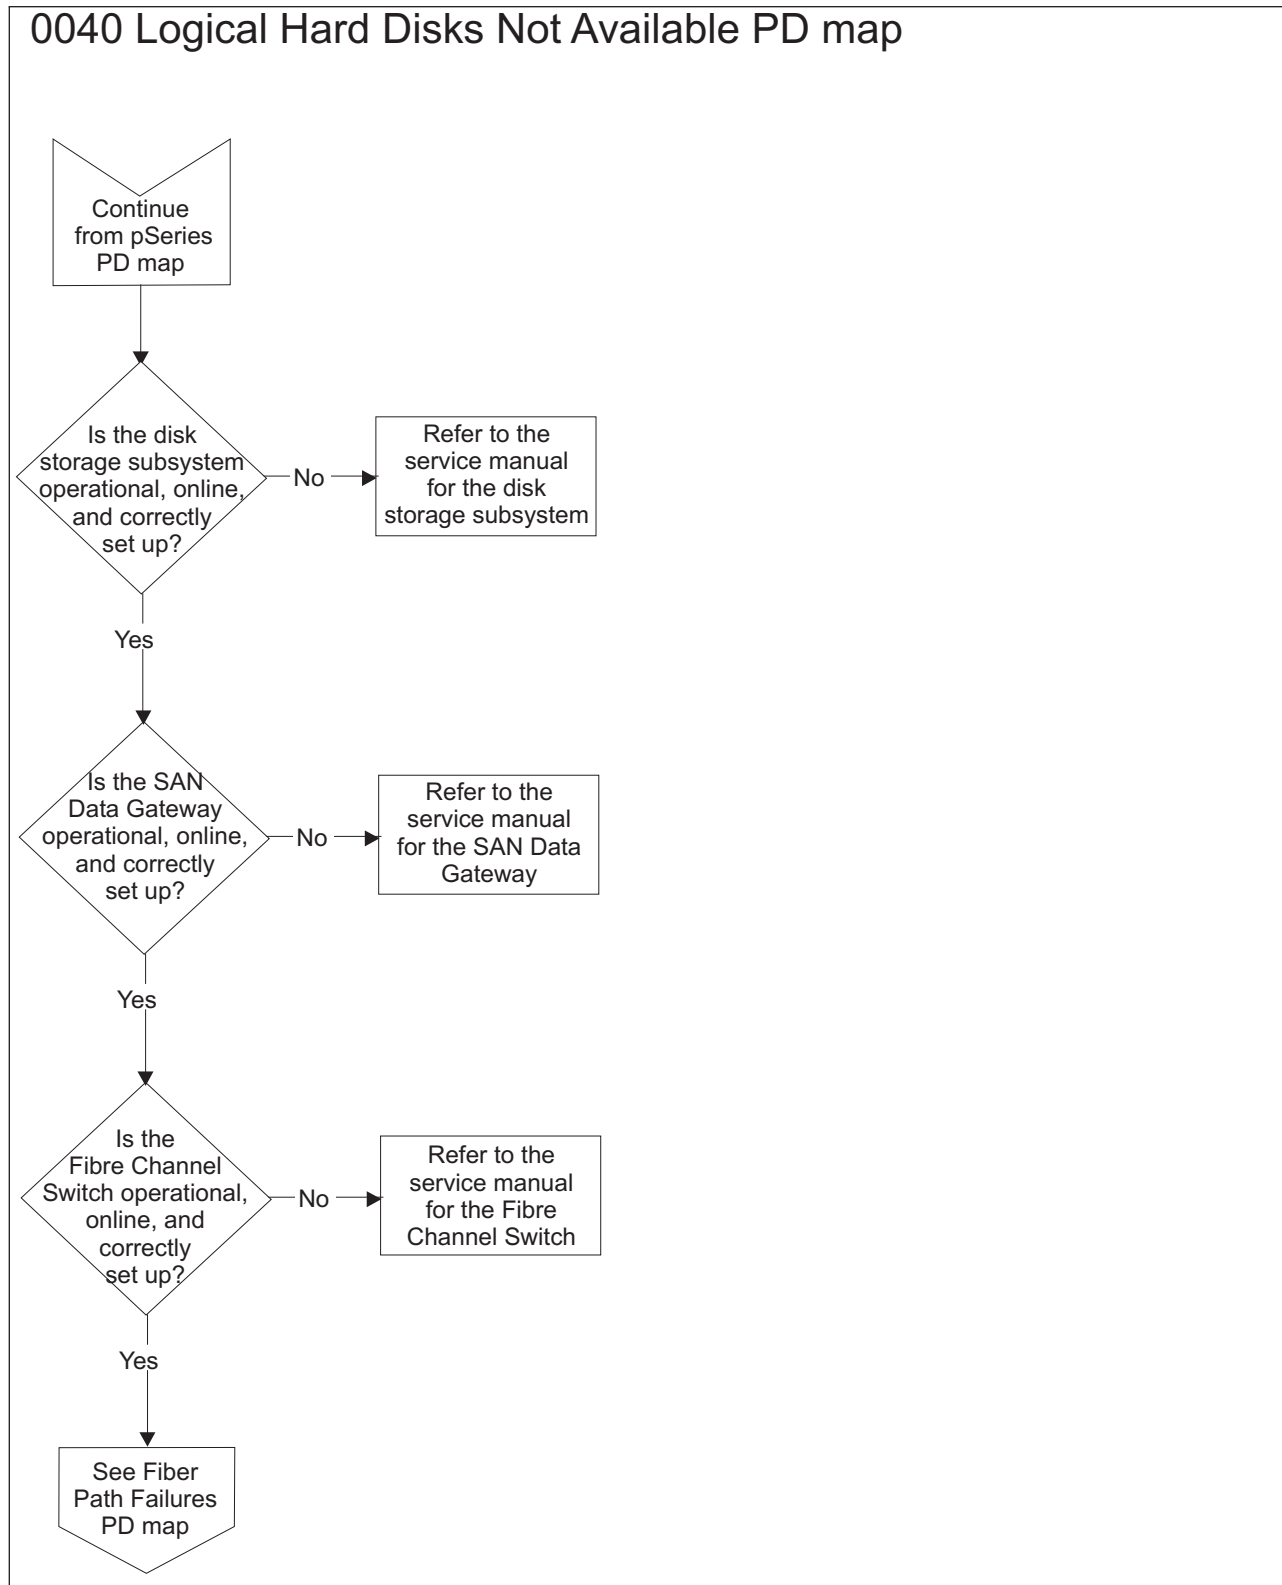 0040 Logical Hard Disks Not Available PD map
Continue
from pSeries
PD map
Is the disk
storage subsystem
operational, online,
and correctly
set up?
No
Refer to the
service manual
for the disk
storage subsystem
Yes
Is the SAN
Data Gateway
operational, online,
and correctly
set up?
No
Refer to the
service manual
for the SAN Data
Gateway
Yes
Is the
Fibre Channel
Switch operational,
online, and
correctly
set up?
No
Refer to the
service manual
for the Fibre
Channel Switch
Yes
See Fiber
Path Failures
PD map